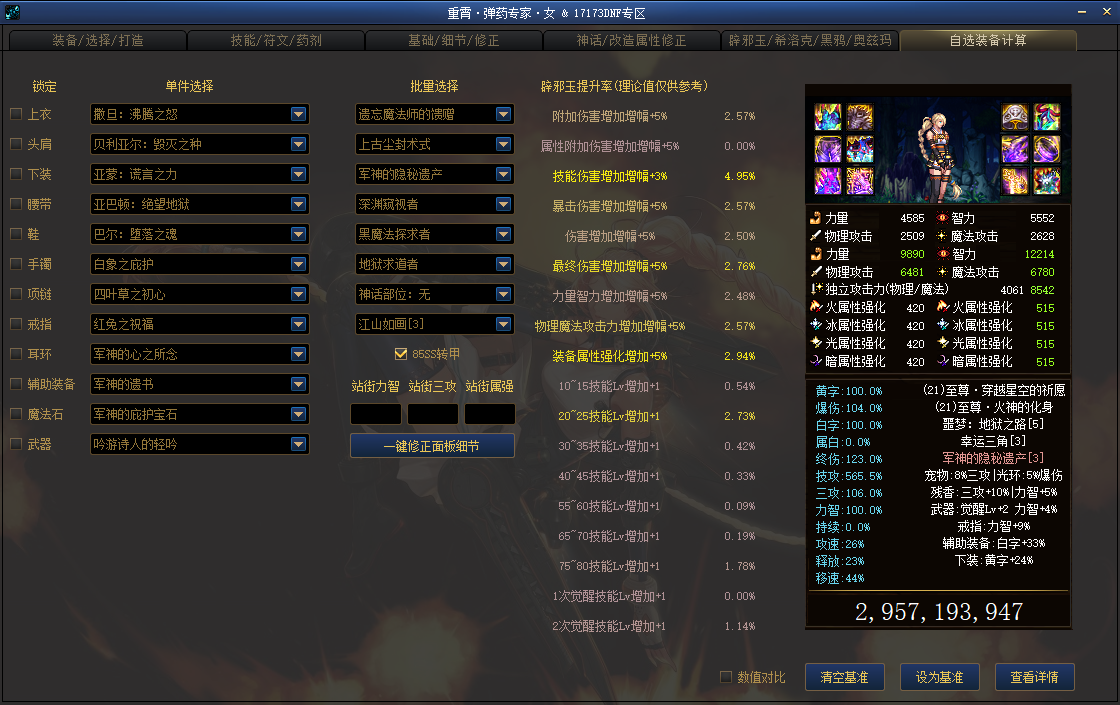 重霄·弹药专家·女 & 17173DNF专区
装备/选择/打造 技能/符文/药剂 基础/细节/修正 神话/改造属性修正 辟邪玉/希洛克/黑鸦/奥兹玛 自选装备计算
锁定 单件选择 批量选择 辟邪玉提升率(理论值仅供参考)
上衣 撒旦: 沸腾之怒 遗忘魔法师的馈赠
头肩 贝利亚尔: 毁灭之种 上古尘封术式
下装 亚蒙: 谎言之力 军神的隐秘遗产
腰带 亚巴顿: 绝望地狱 深渊窥视者
鞋 巴尔: 堕落之魂 黑魔法探求者
手镯 白象之庇护 地狱求道者
项链 四叶草之初心 神话部位: 无
戒指 红兔之祝福 江山如画[3]
耳环 军神的心之所念 85SS转甲
辅助装备 军神的遗书 站街力智 站街三攻 站街属强
魔法石 军神的庇护宝石
武器 吟游诗人的轻吟 一键修正面板细节
附加伤害增加增幅+5% 2.57%
属性附加伤害增加增幅+5% 0.00%
技能伤害增加增幅+3% 4.95%
暴击伤害增加增幅+5% 2.57%
伤害增加增幅+5% 2.50%
最终伤害增加增幅+5% 2.76%
力量智力增加增幅+5% 2.48%
物理魔法攻击力增加增幅+5% 2.57%
装备属性强化增加+5% 2.94%
10~15技能Lv增加+1 0.54%
20~25技能Lv增加+1 2.73%
30~35技能Lv增加+1 0.42%
40~45技能Lv增加+1 0.33%
55~60技能Lv增加+1 0.09%
65~70技能Lv增加+1 0.19%
75~80技能Lv增加+1 1.78%
1次觉醒技能Lv增加+1 0.00%
2次觉醒技能Lv增加+1 1.14%
力量 4585 智力 5552
物理攻击 2509 魔法攻击 2628
力量 9890 智力 12214
物理攻击 6481 魔法攻击 6780
独立攻击力(物理/魔法) 4061 8542
火属性强化 420 火属性强化 515
冰属性强化 420 冰属性强化 515
光属性强化 420 光属性强化 515
暗属性强化 420 暗属性强化 515
黄字:100.0%
爆伤:104.0%
白字:100.0%
属白:0.0%
终伤:123.0%
技攻:565.5%
三攻:106.0%
力智:100.0%
持续:0.0%
攻速:26%
释放:23%
移速:44%
(21)至尊·穿越星空的祈愿
(21)至尊·火神的化身
噩梦: 地狱之路[5]
幸运三角[3]
军神的隐秘遗产[3]
宠物:8%三攻|光环:5%爆伤
残香:三攻+10%|力智+5%
武器:觉醒Lv+2 力智+4%
戒指:力智+9%
辅助装备:白字+33%
下装:黄字+24%
2,957,193,947
数值对比 清空基准 设为基准 查看详情